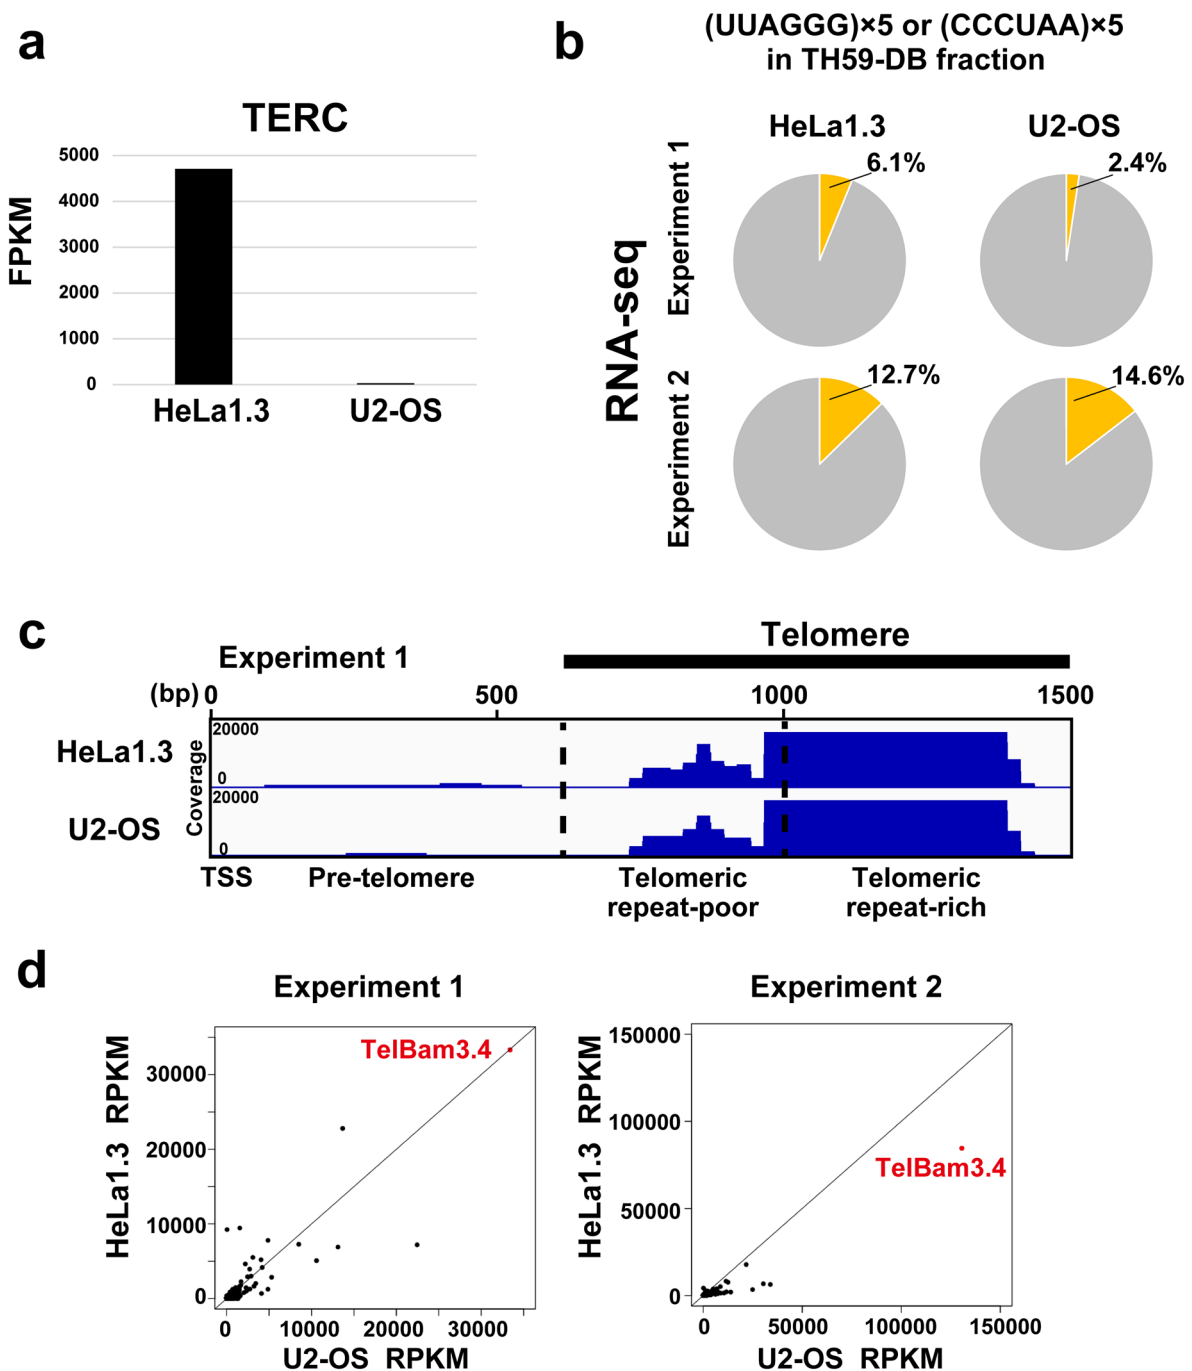 a
TERC
FPKM
5000
4000
3000
2000
1000
0
HeLa1.3 U2-OS
b
(UUAGGG)×5 or (CCCUAA)×5
in TH59-DB fraction
HeLa1.3 U2-OS
RNA-seq
Experiment 1
6.1% 2.4%
Experiment 2
12.7% 14.6%
c
Experiment 1
Telomere
(bp) 0 500 1000 1500
HeLa1.3
U2-OS
Coverage
20000
0
20000
0
TSS Pre-telomere
Telomeric
repeat-poor
Telomeric
repeat-rich
d
Experiment 1
HeLa1.3 RPKM
30000
20000
10000
0
TelBam3.4
0 10000 20000 30000
U2-OS RPKM
Experiment 2
HeLa1.3 RPKM
150000
100000
50000
0
TelBam3.4
0 50000 100000 150000
U2-OS RPKM